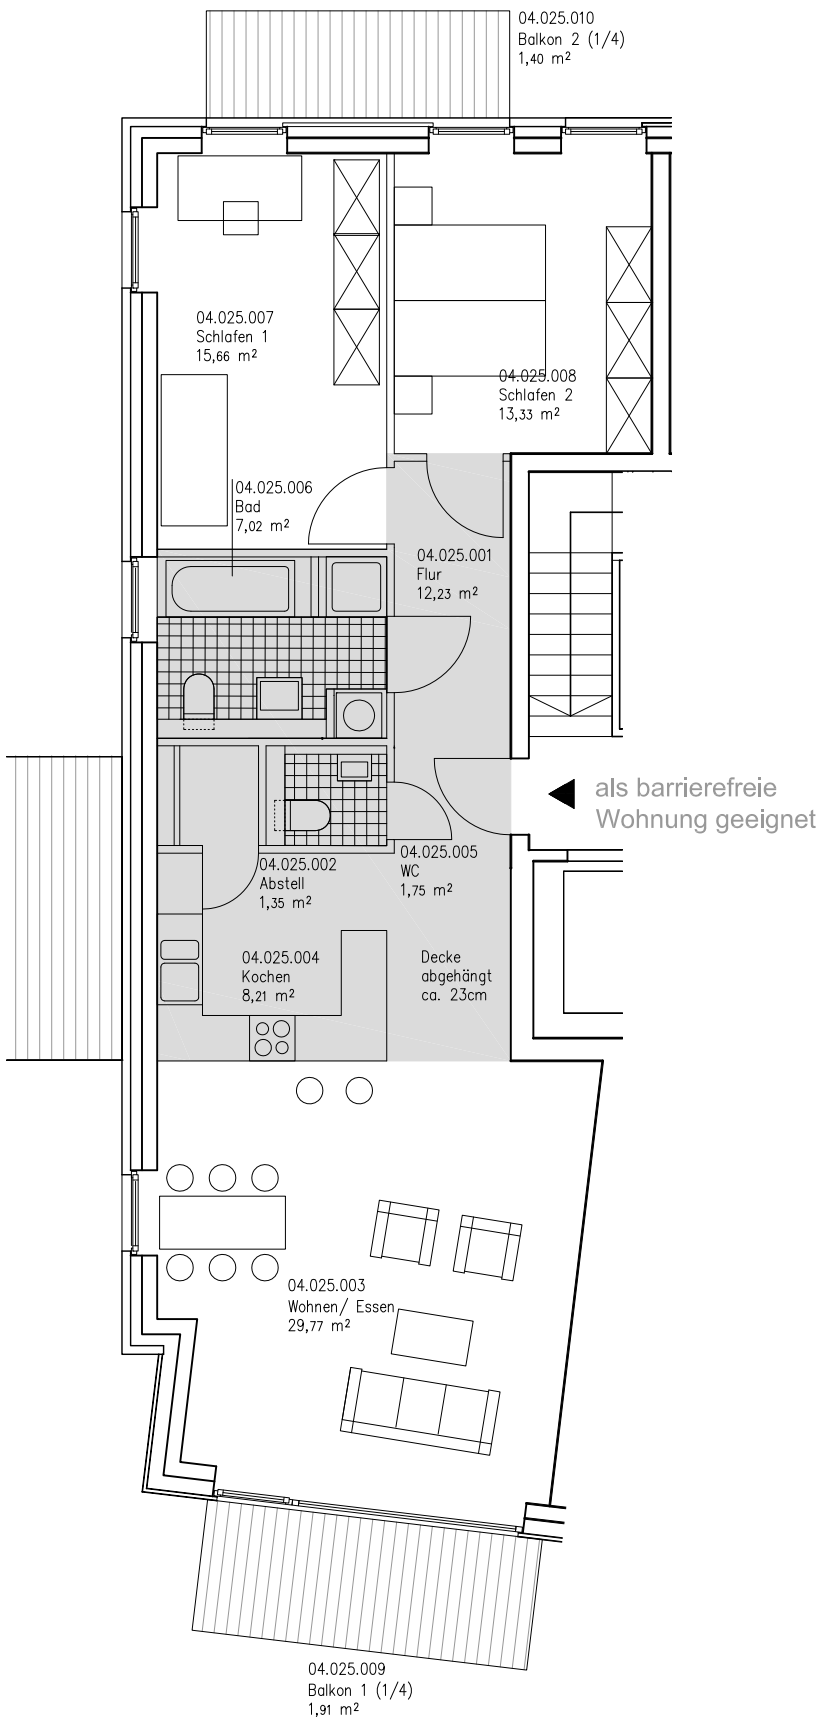 04.025.010
Balkon 2 (1/4)
1,40 m²
04.025.007
Schlafen 1
15,66 m²
04.025.008
Schlafen 2
13,33 m²
04.025.006
Bad
7,02 m²
04.025.001
Flur
12,23 m²
als barrierefreie
Wohnung geeignet
04.025.002
Abstell
1,35 m²
04.025.005
WC
1,75 m²
04.025.004
Kochen
8,21 m²
Decke
abgehängt
ca. 23cm
04.025.003
Wohnen/ Essen
29,77 m²
04.025.009
Balkon 1 (1/4)
1,91 m²